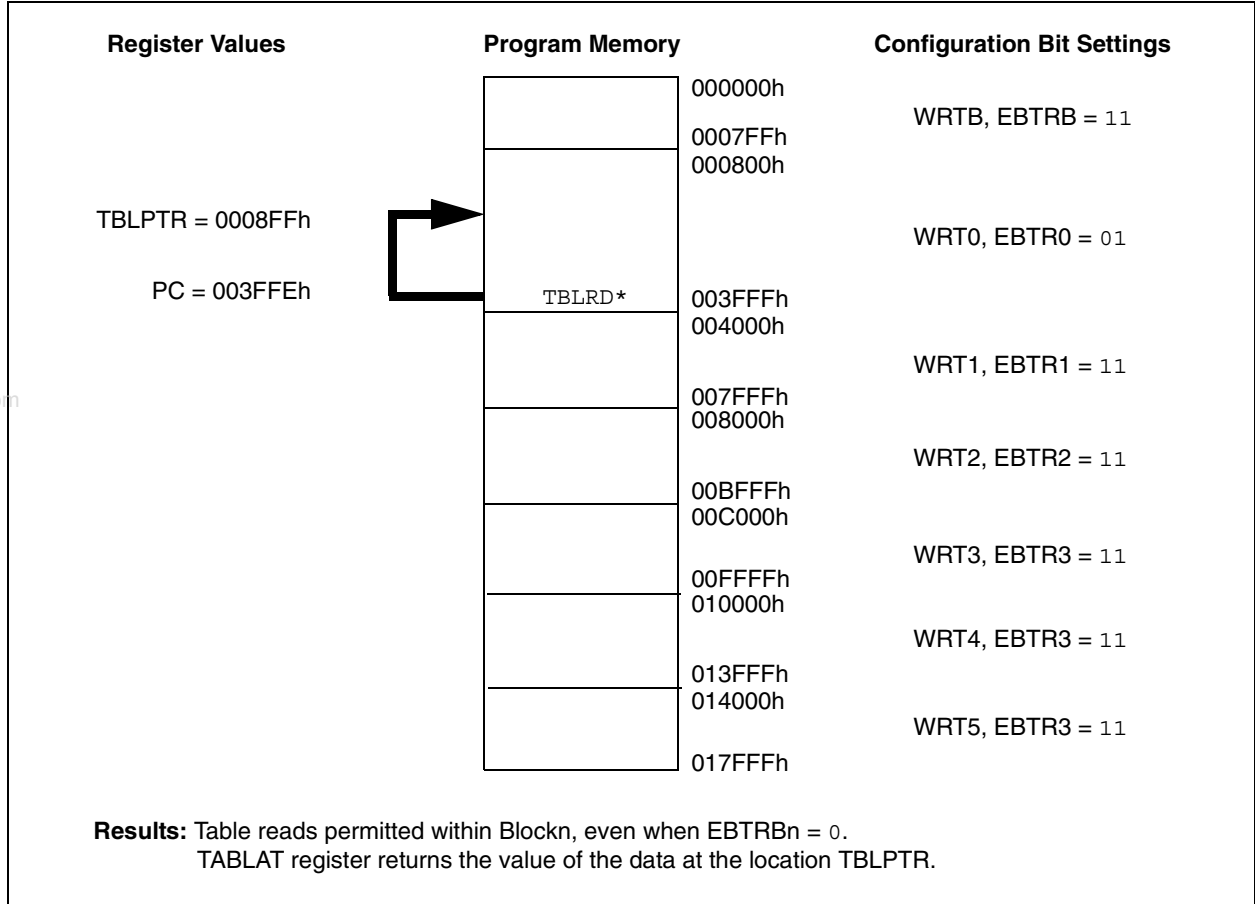 Register Values
Program Memory
Configuration Bit Settings
000000h
WRTB, EBTRB = 11
0007FFh
000800h
TBLPTR = 0008FFh
WRT0, EBTR0 = 01
PC = 003FFEh
TBLRD*
003FFFh
004000h
WRT1, EBTR1 = 11
007FFFh
008000h
WRT2, EBTR2 = 11
00BFFFh
00C000h
WRT3, EBTR3 = 11
00FFFFh
010000h
WRT4, EBTR3 = 11
013FFFh
014000h
WRT5, EBTR3 = 11
017FFFh
Results: Table reads permitted within Blockn, even when EBTRBn = 0.
TABLAT register returns the value of the data at the location TBLPTR.